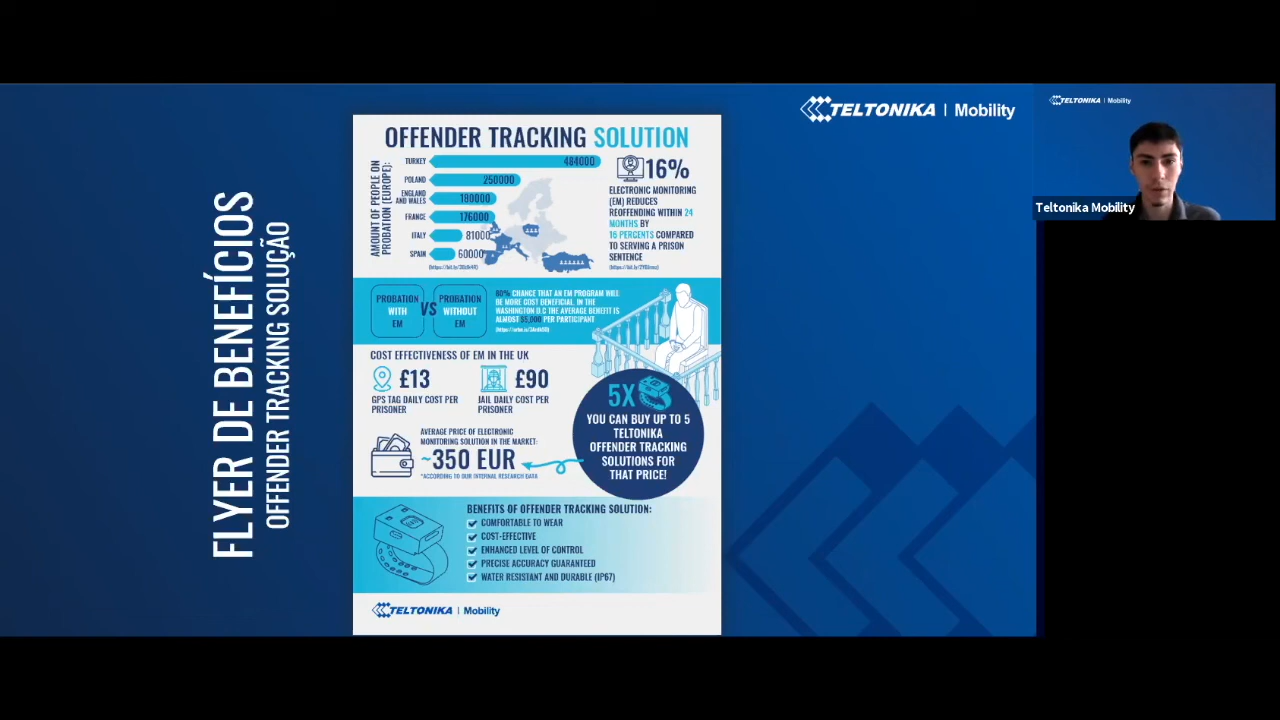 FLYER DE BENEFÍCIOS
OFFENDER TRACKING SOLUÇÃO
OFFENDER TRACKING SOLUTION
AMOUNT OF PEOPLE ON
PROBATION (EUROPE):
TURKEY 484000
POLAND 250000
ENGLAND
AND WALES 180000
FRANCE 176000
ITALY 81000
SPAIN 60000
16%
ELECTRONIC MONITORING
(EM) REDUCES
REOFFENDING WITHIN 24
MONTHS BY
16 PERCENTS COMPARED
TO SERVING A PRISON
SENTENCE
PROBATION
WITH
EM
VS
PROBATION
WITHOUT
EM
80% CHANCE THAT AN EM PROGRAM WILL
BE MORE COST BENEFICIAL. IN THE
WASHINGTON D.C THE AVERAGE BENEFIT IS
ALMOST $5,000 PER PARTICIPANT
COST EFFECTIVENESS OF EM IN THE UK
£13
GPS TAG DAILY COST PER
PRISONER
£90
JAIL DAILY COST PER
PRISONER
AVERAGE PRICE OF ELECTRONIC
MONITORING SOLUTION IN THE MARKET:
~350 EUR
*ACCORDING TO OUR INTERNAL RESEARCH DATA
5X
YOU CAN BUY UP TO 5
TELTONIKA
OFFENDER TRACKING
SOLUTIONS FOR
THAT PRICE!
BENEFITS OF OFFENDER TRACKING SOLUTION:
COMFORTABLE TO WEAR
COST-EFFECTIVE
ENHANCED LEVEL OF CONTROL
PRECISE ACCURACY GUARANTEED
WATER RESISTANT AND DURABLE (IP67)
TELTONIKA | Mobility
TELTONIKA | Mobility
TELTONIKA | Mobility
Teltonika Mobility